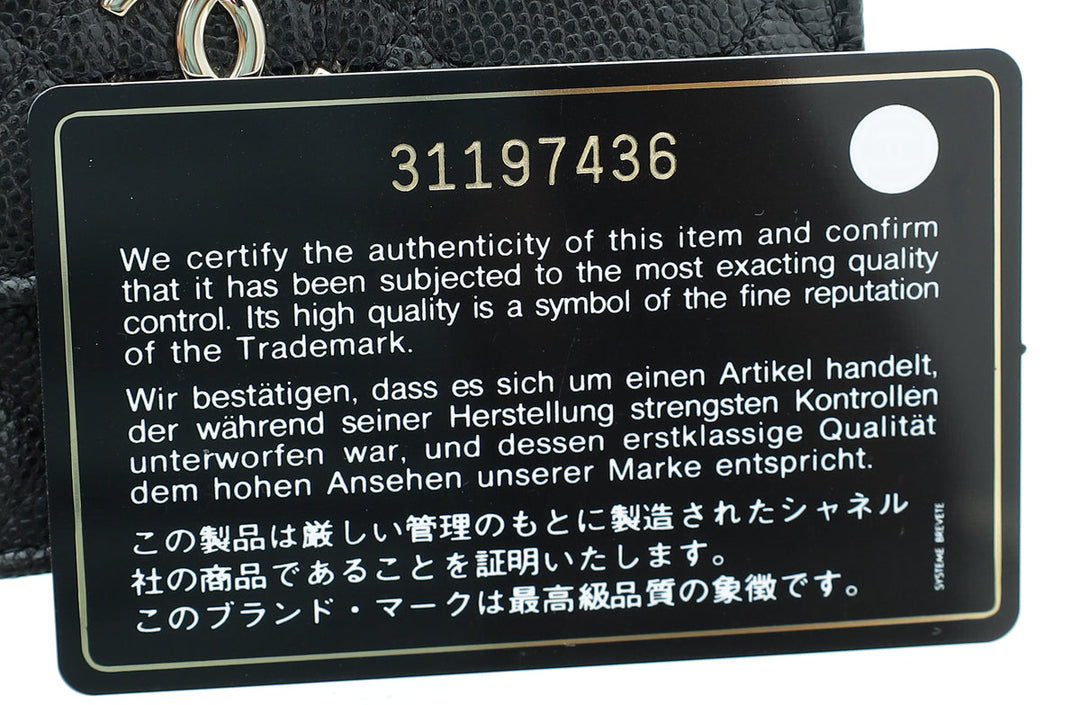 31197436
We certify the authenticity of this item and confirm
that it has been subjected to the most exacting quality
control. Its high quality is a symbol of the fine reputation
of the Trademark.
Wir bestätigen, dass es sich um einen Artikel handelt,
der während seiner Herstellung strengsten Kontrollen
unterworfen war, und dessen erstklassige Qualität
dem hohen Ansehen unserer Marke entspricht.
この製品は厳しい管理のもとに製造されたシャネル
社の商品であることを証明いたします。
このブランド・マークは最高級品質の象徴です。
SYSTEME BREVETE